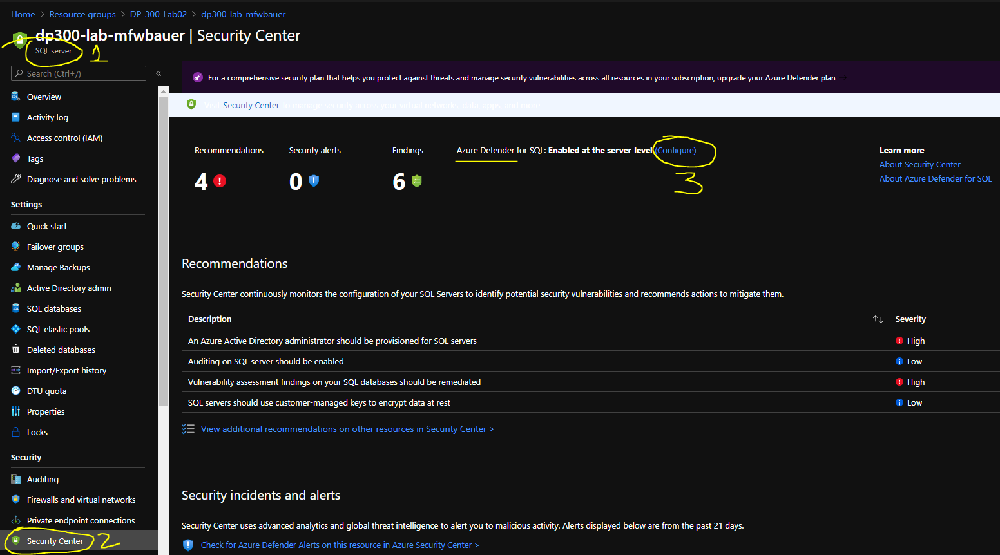 Home > Resource groups > DP-300-Lab02 > dp300-lab-mfwbauer
dp300-lab-mfwbauer | Security Center
SQL server
1
Search (Ctrl+/)
«
Overview
Activity log
Access control (IAM)
Tags
Diagnose and solve problems
Settings
Quick start
Failover groups
Manage Backups
Active Directory admin
SQL databases
SQL elastic pools
Deleted databases
Import/Export history
DTU quota
Properties
Locks
Security
Auditing
Firewalls and virtual networks
Private endpoint connections
Security Center
2
For a comprehensive security plan that helps you protect against threats and manage security vulnerabilities across all resources in your subscription, upgrade your Azure Defender plan →
Visit Security Center to manage security across your virtual networks, data, apps, and more
Recommendations
4
Security alerts
0
Findings
6
Azure Defender for SQL: Enabled at the server-level (Configure)
3
Learn more
About Security Center
About Azure Defender for SQL
Recommendations
Security Center continuously monitors the configuration of your SQL Servers to identify potential security vulnerabilities and recommends actions to mitigate them.
Description ↑↓ Severity
An Azure Active Directory administrator should be provisioned for SQL servers High
Auditing on SQL server should be enabled Low
Vulnerability assessment findings on your SQL databases should be remediated High
SQL servers should use customer-managed keys to encrypt data at rest Low
View additional recommendations on other resources in Security Center >
Security incidents and alerts
Security Center uses advanced analytics and global threat intelligence to alert you to malicious activity. Alerts displayed below are from the past 21 days.
Check for Azure Defender Alerts on this resource in Azure Security Center >